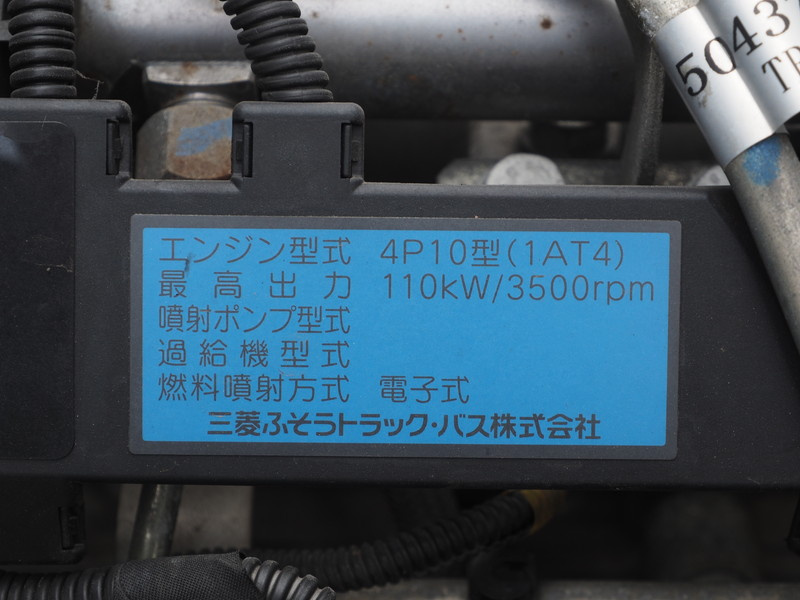 5043
TR
エンジン型式 4P10型(1AT4)
最高出力 110kW/3500rpm
噴射ポンプ型式
過給機型式
燃料噴射方式 電子式
三菱ふそうトラック・バス株式会社